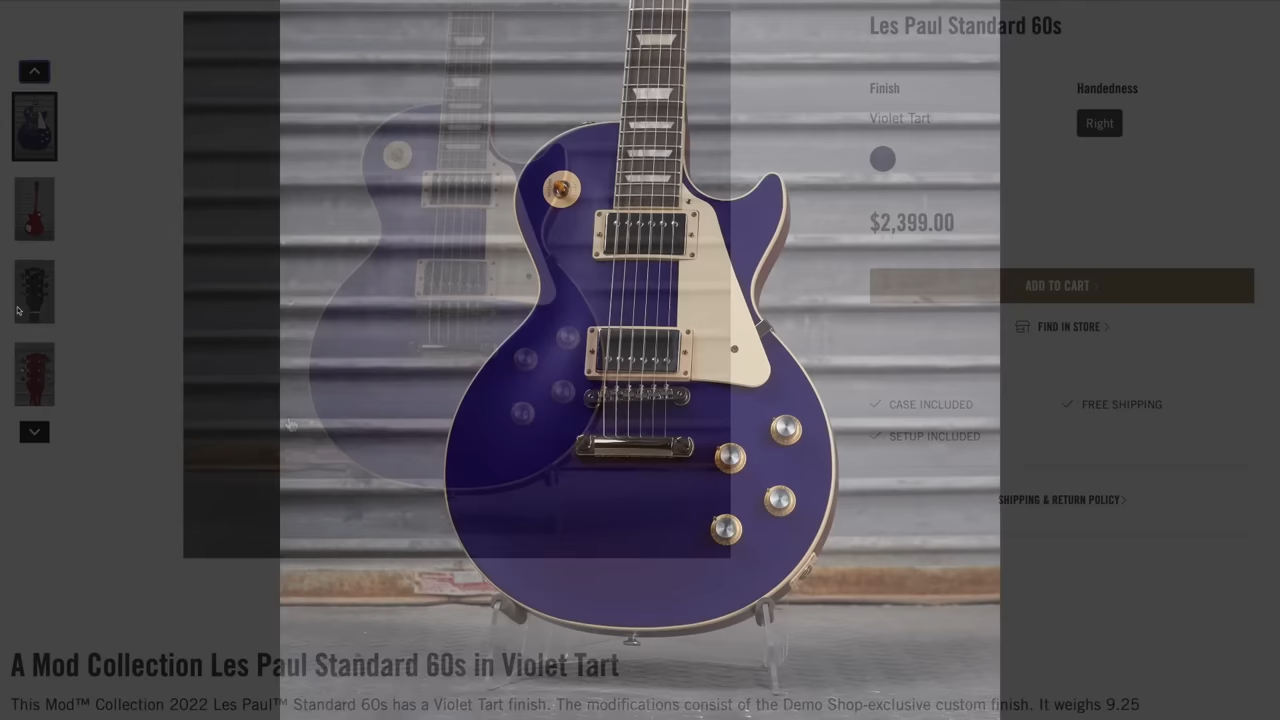 Les Paul Standard 60s
Finish
Handedness
Violet Tart
Right
$2,399.00
ADD TO CART
FIND IN STORE
CASE INCLUDED
FREE SHIPPING
SETUP INCLUDED
SHIPPING & RETURN POLICY
A Mod Collection Les Paul Standard 60s in Violet Tart
This Mod™ Collection 2022 Les Paul™ Standard 60s has a Violet Tart finish. The modifications consist of the Demo Shop-exclusive custom finish. It weighs 9.25